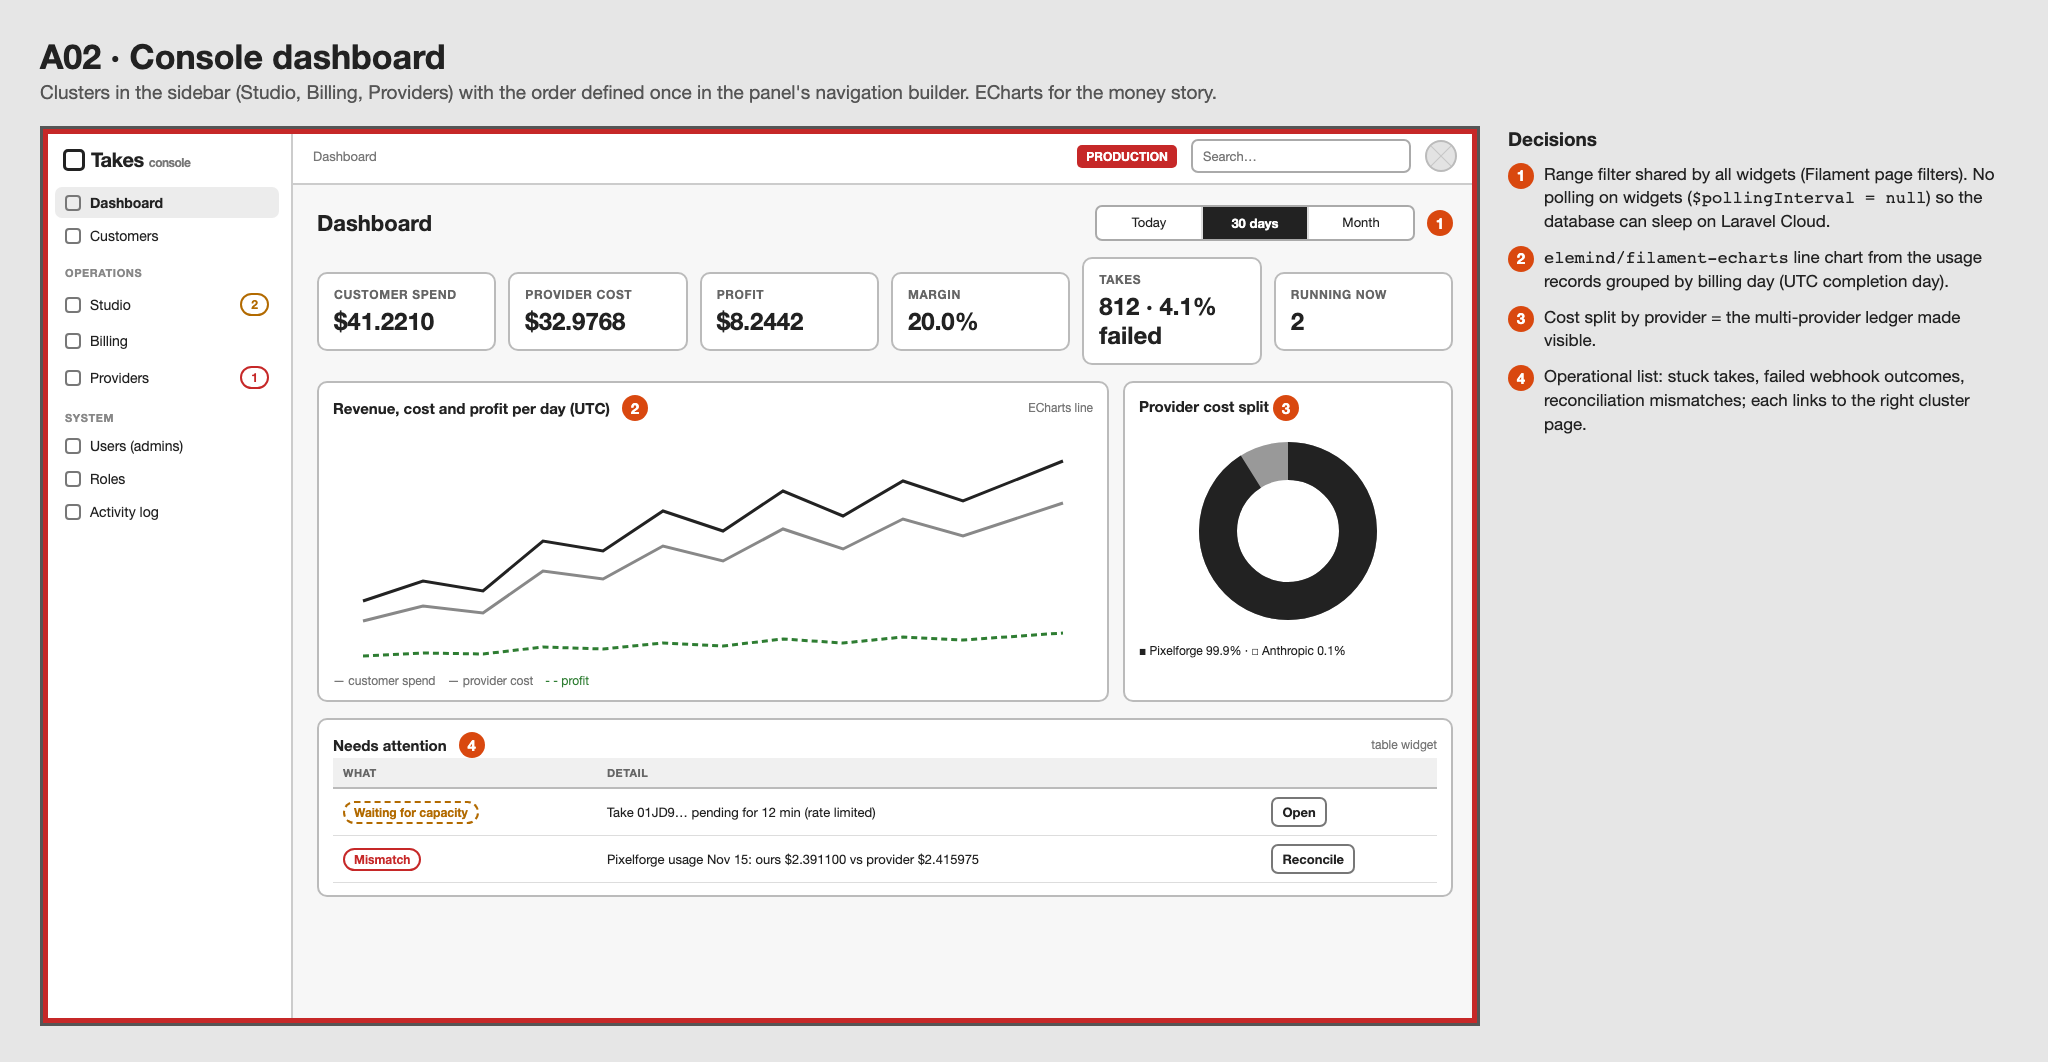 A02 · Console dashboard
Clusters in the sidebar (Studio, Billing, Providers) with the order defined once in the panel's navigation builder. ECharts for the money story.
Takes console
Dashboard
Customers
OPERATIONS
Studio 2
Billing
Providers 1
SYSTEM
Users (admins)
Roles
Activity log
Dashboard PRODUCTION Search...
Dashboard Today 30 days Month 1
CUSTOMER SPEND
$41.2210
PROVIDER COST
$32.9768
PROFIT
$8.2442
MARGIN
20.0%
TAKES
812 · 4.1%
failed
RUNNING NOW
2
Revenue, cost and profit per day (UTC) 2 ECharts line
— customer spend — provider cost - - profit
Provider cost split 3
■ Pixelforge 99.9% · □ Anthropic 0.1%
Needs attention 4 table widget
WHAT DETAIL
Waiting for capacity Take 01JD9... pending for 12 min (rate limited) Open
Mismatch Pixelforge usage Nov 15: ours $2.391100 vs provider $2.415975 Reconcile
Decisions
1 Range filter shared by all widgets (Filament page filters). No
polling on widgets ($pollingInterval = null) so the
database can sleep on Laravel Cloud.
2 elemind/filament-echarts line chart from the usage
records grouped by billing day (UTC completion day).
3 Cost split by provider = the multi-provider ledger made
visible.
4 Operational list: stuck takes, failed webhook outcomes,
reconciliation mismatches; each links to the right cluster
page.